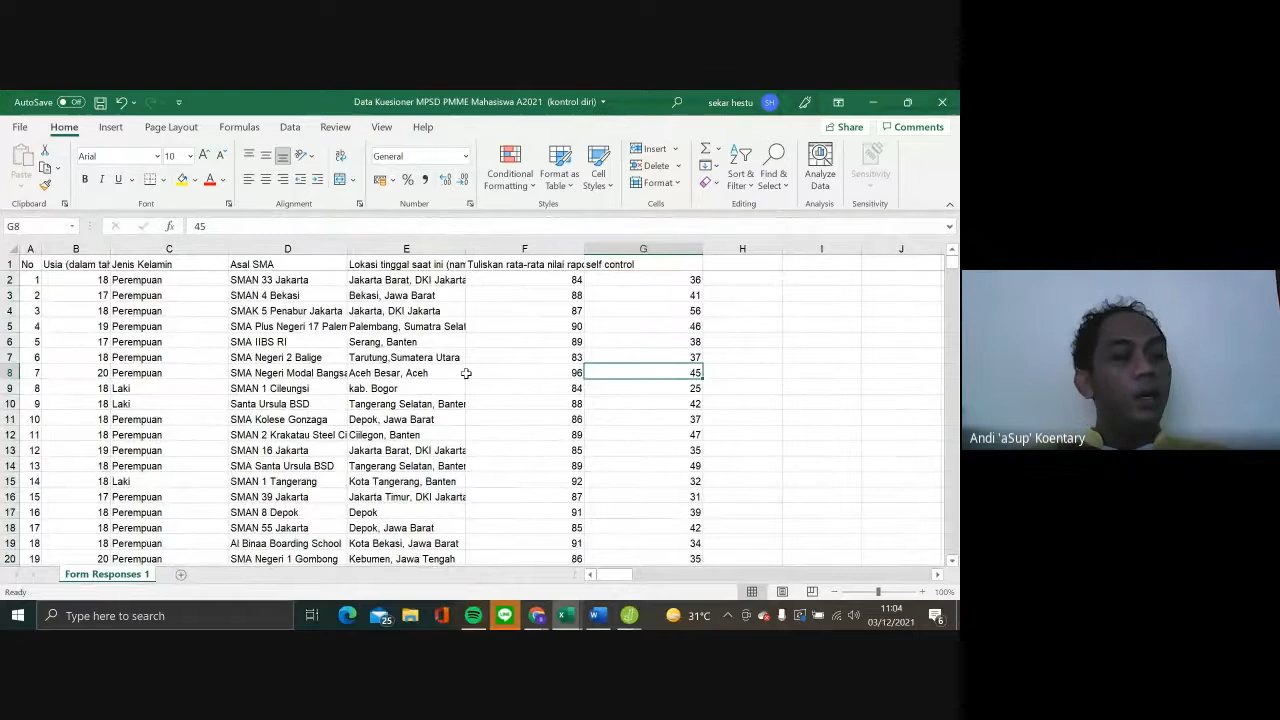 AutoSave Off Data Kuesioner MPSD PMME Mahasiswa A2021 (kontrol diri) sekar hestu SH
File Home Insert Page Layout Formulas Data Review View Help Share Comments
Paste Arial 10 General Conditional Formatting Format as Table Cell Styles Insert Delete Format Sort & Filter Find & Select Analyze Data Sensitivity
Clipboard Font Alignment Number Styles Cells Editing Analysis Sensitivity
G8 fx 45
A B C D E F G H I J
1 No Usia (dalam tah Jenis Kelamin Asal SMA Lokasi tinggal saat ini (nam Tuliskan rata-rata nilai rapo self control
2 1 18 Perempuan SMAN 33 Jakarta Jakarta Barat, DKI Jakarta 84 36
3 2 17 Perempuan SMAN 4 Bekasi Bekasi, Jawa Barat 88 41
4 3 18 Perempuan SMAK 5 Penabur Jakarta Jakarta, DKI Jakarta 87 56
5 4 19 Perempuan SMA Plus Negeri 17 Palem Palembang, Sumatra Selat 90 46
6 5 17 Perempuan SMA IIBS RI Serang, Banten 89 38
7 6 18 Perempuan SMA Negeri 2 Balige Tarutung,Sumatera Utara 83 37
8 7 20 Perempuan SMA Negeri Modal Bangsa Aceh Besar, Aceh 96 45
9 8 18 Laki SMAN 1 Cileungsi kab. Bogor 84 25
10 9 18 Laki Santa Ursula BSD Tangerang Selatan, Banten 88 42
11 10 18 Perempuan SMA Kolese Gonzaga Depok, Jawa Barat 86 37
12 11 18 Perempuan SMAN 2 Krakatau Steel Ci Ciilegon, Banten 89 47
13 12 19 Perempuan SMAN 16 Jakarta Jakarta Barat, DKI Jakarta 85 35
14 13 18 Perempuan SMA Santa Ursula BSD Tangerang Selatan, Banten 89 49
15 14 18 Laki SMAN 1 Tangerang Kota Tangerang, Banten 92 32
16 15 17 Perempuan SMAN 39 Jakarta Jakarta Timur, DKI Jakarta 87 31
17 16 18 Perempuan SMAN 8 Depok Depok 91 39
18 17 18 Perempuan SMAN 55 Jakarta Depok, Jawa Barat 85 42
19 18 18 Perempuan Al Binaa Boarding School Kota Bekasi, Jawa Barat 91 34
20 19 20 Perempuan SMA Negeri 1 Gombong Kebumen, Jawa Tengah 86 35
Form Responses 1
Ready 100%
Type here to search 25 31°C 11:04 03/12/2021 6
Andi 'aSup' Koentary